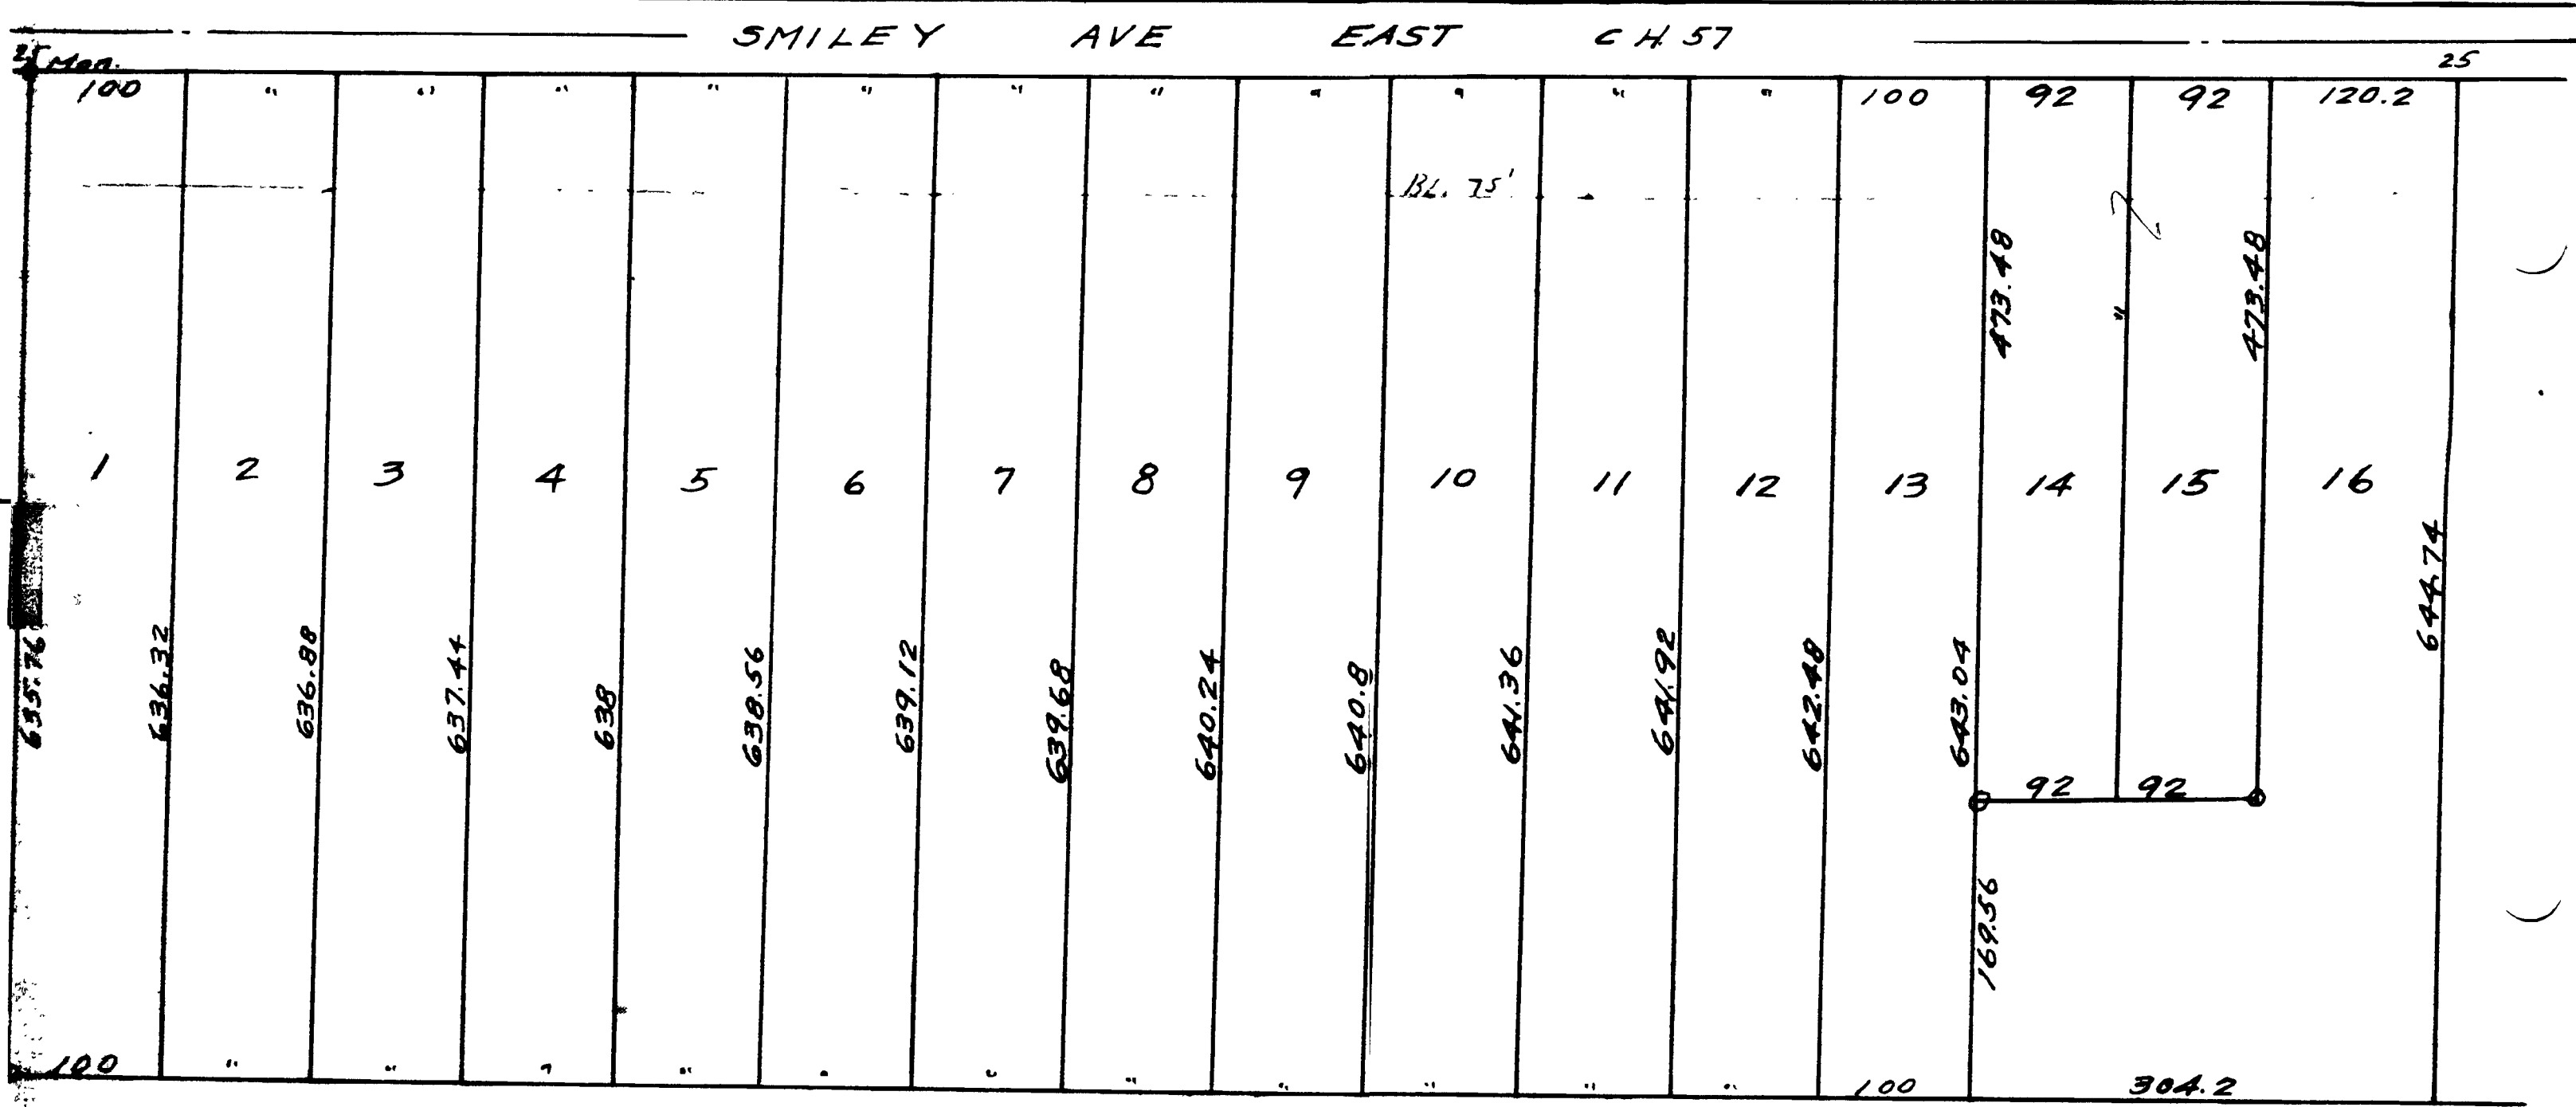 SMILEY AVE EAST CH. 57
25 Mon. 25
100 " " " " " " " " " " " 100 92 92 120.2
BL. 75'
2
473.48 " 473.48
1 2 3 4 5 6 7 8 9 10 11 12 13 14 15 16
635.76 636.32 636.88 637.44 638 638.56 639.12 639.68 640.24 640.8 641.36 641.92 642.48 643.04 644.74
92 92
169.56
100 " " " " " " " " " " " 100 304.2